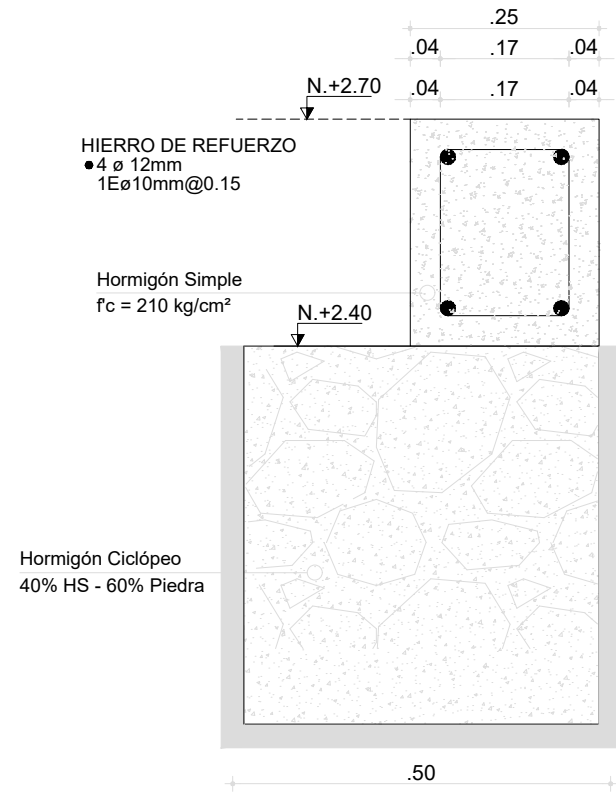 .25
.04 .17 .04
.04 .17 .04
N.+2.70
HIERRO DE REFUERZO
4 ø 12mm
1Eø10mm@0.15
Hormigón Simple
f'c = 210 kg/cm²
N.+2.40
Hormigón Ciclópeo
40% HS - 60% Piedra
.50